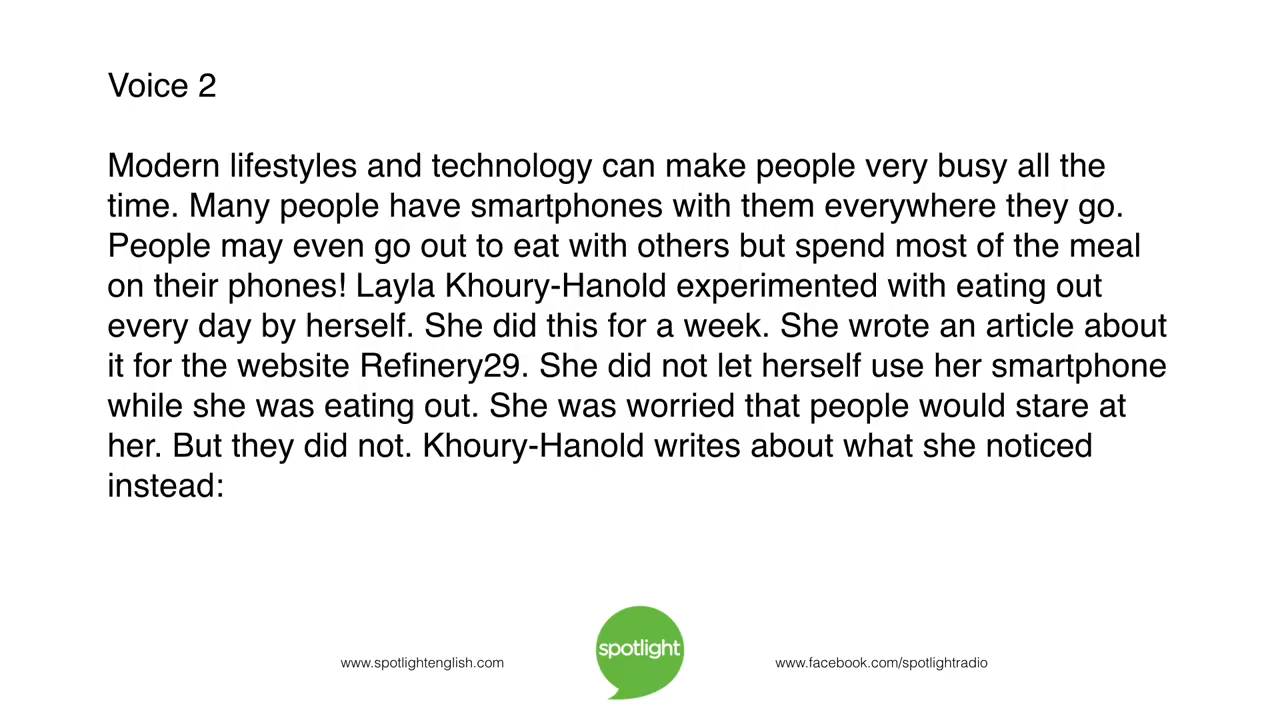 Voice 2
Modern lifestyles and technology can make people very busy all the
time. Many people have smartphones with them everywhere they go.
People may even go out to eat with others but spend most of the meal
on their phones! Layla Khoury-Hanold experimented with eating out
every day by herself. She did this for a week. She wrote an article about
it for the website Refinery29. She did not let herself use her smartphone
while she was eating out. She was worried that people would stare at
her. But they did not. Khoury-Hanold writes about what she noticed
instead:
www.spotlightenglish.com
spotlight
www.facebook.com/spotlightradio